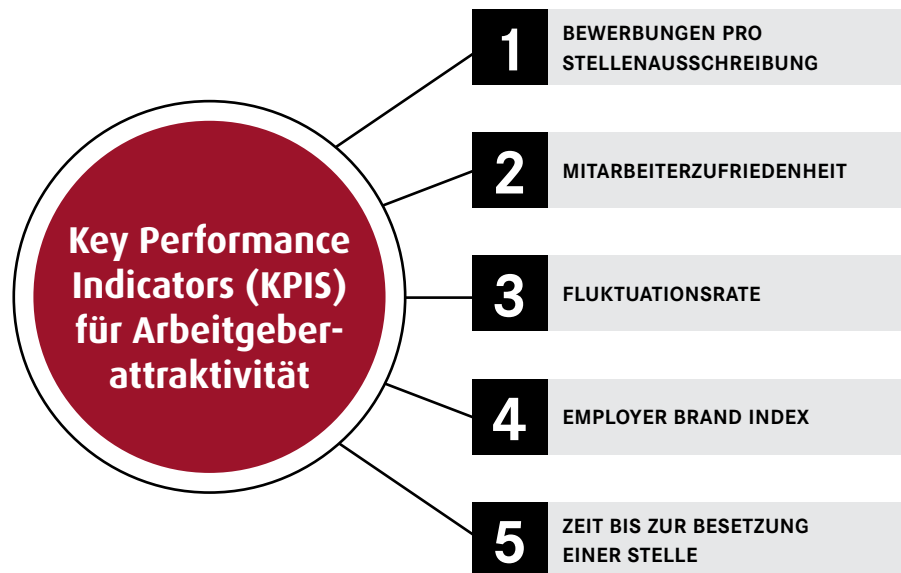 Key Performance
Indicators (KPIS)
für Arbeitgeber-
attraktivität
1
BEWERBUNGEN PRO
STELLENAUSSCHREIBUNG
2
MITARBEITERZUFRIEDENHEIT
3
FLUKTUATIONSRATE
4
EMPLOYER BRAND INDEX
5
ZEIT BIS ZUR BESETZUNG
EINER STELLE